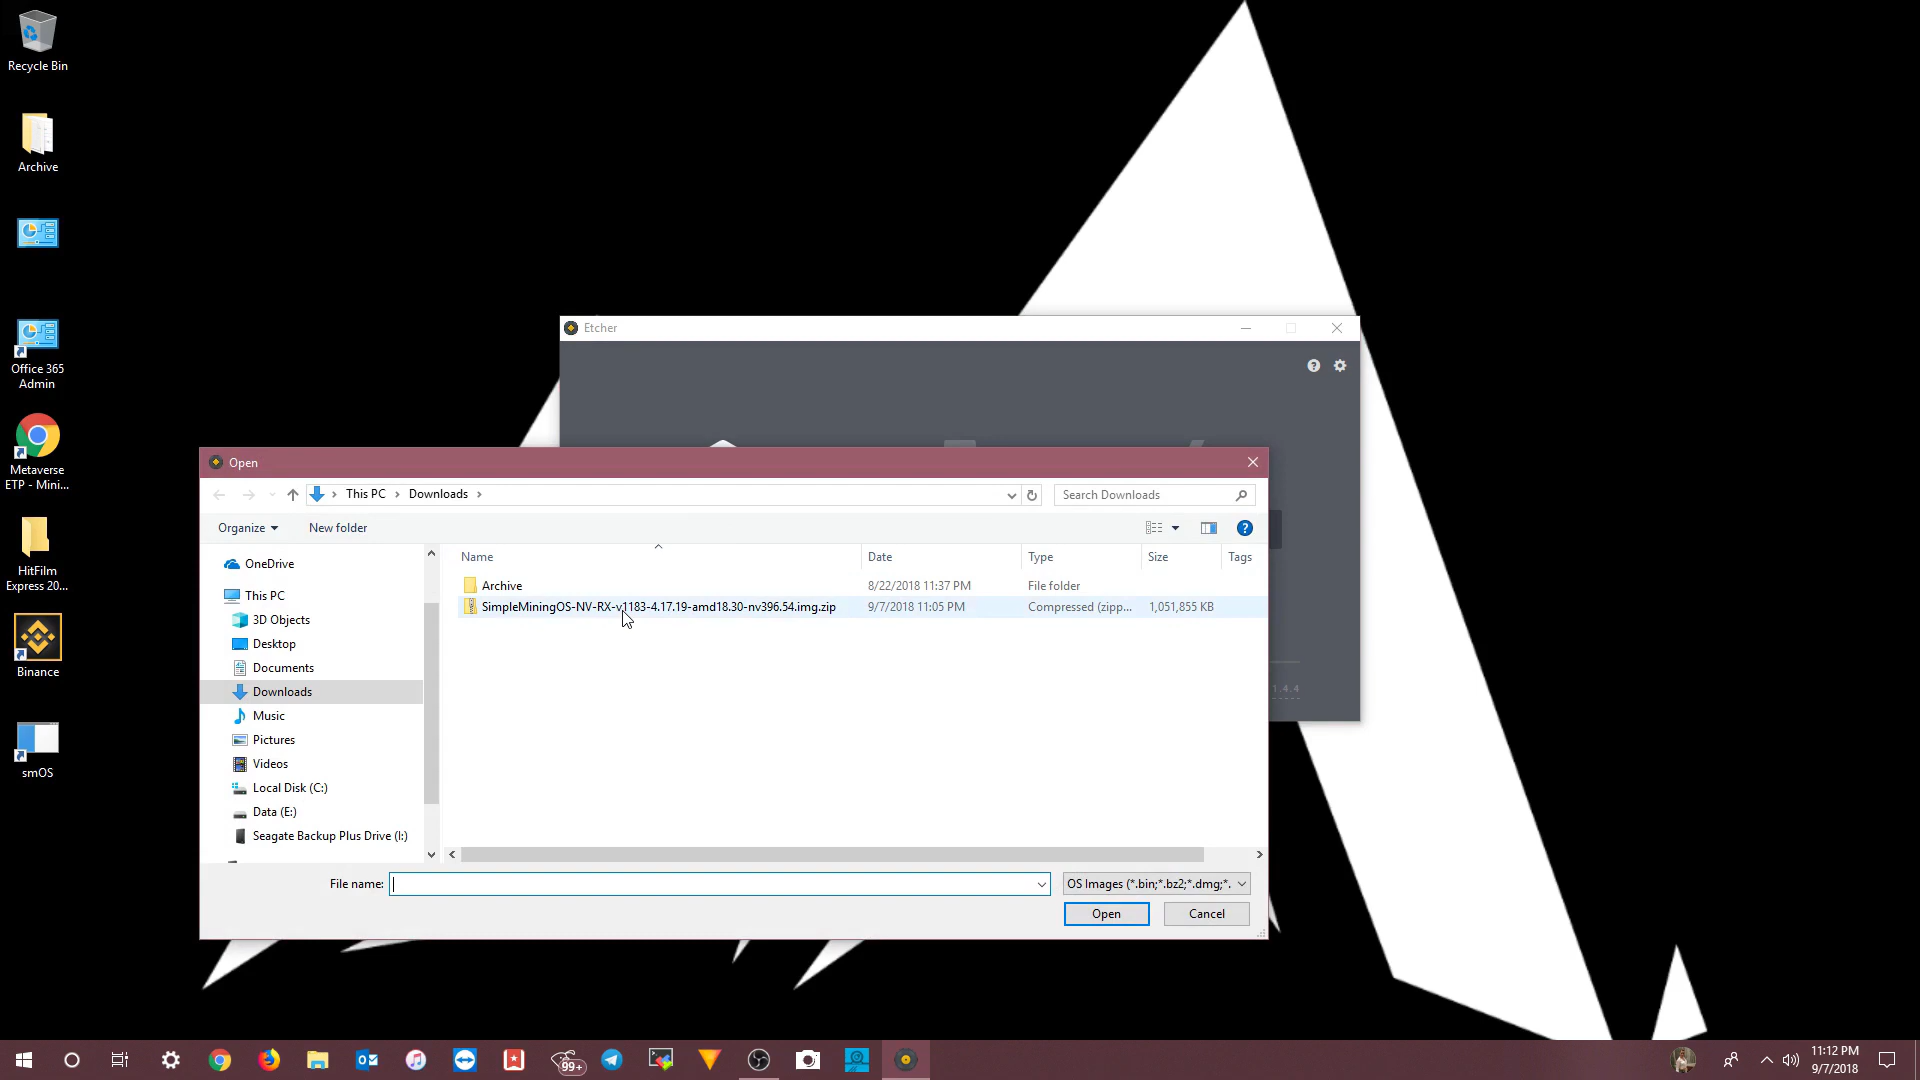 Recycle Bin
Archive
Office 365
Admin
Metaverse
ETP - Mini...
HitFilm
Express 20...
Binance
smOS
Etcher
1.4.4
Open
This PC
Downloads
Search Downloads
Organize
New folder
OneDrive
This PC
3D Objects
Desktop
Documents
Downloads
Music
Pictures
Videos
Local Disk (C:)
Data (E:)
Seagate Backup Plus Drive (I:)
Name Date Type Size Tags
Archive 8/22/2018 11:37 PM File folder
SimpleMiningOS-NV-RX-v1183-4.17.19-amd18.30-nv396.54.img.zip 9/7/2018 11:05 PM Compressed (zipp... 1,051,855 KB
File name:
OS Images (*.bin;*.bz2;*.dmg;*.
Open
Cancel
99+
11:12 PM
9/7/2018